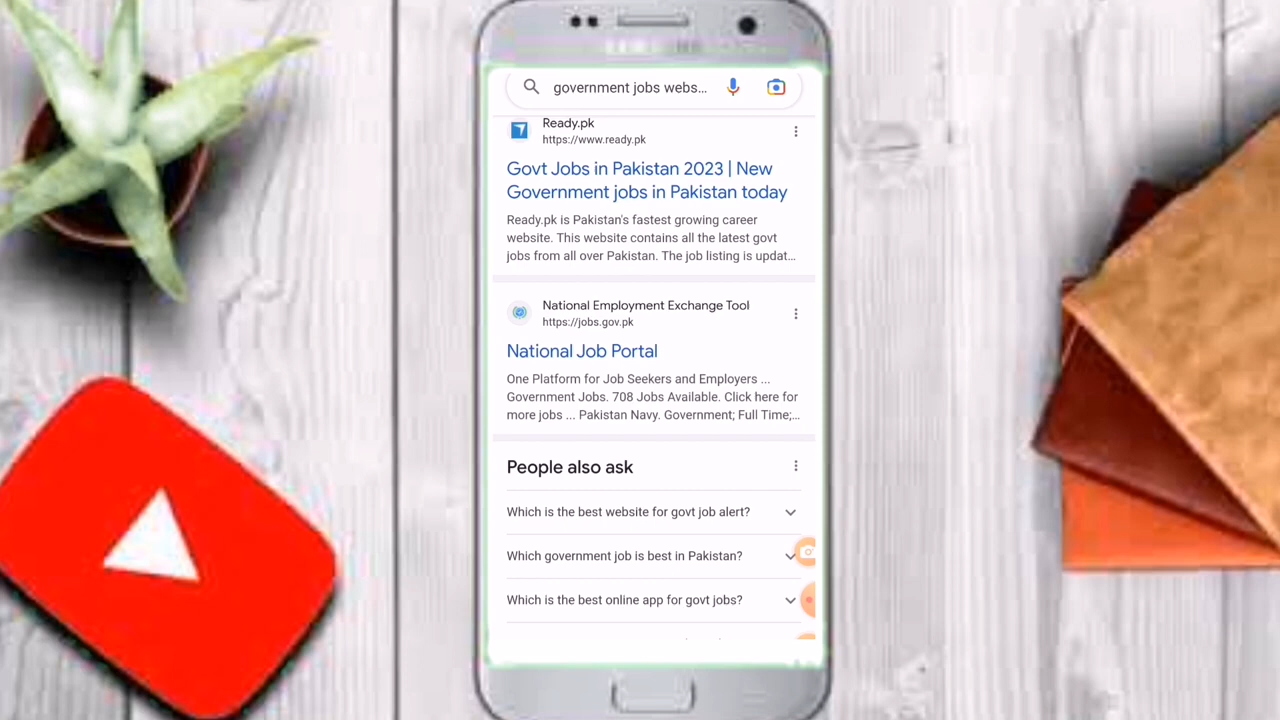 SAMSUNG
government jobs webs...
Ready.pk
https://www.ready.pk
Govt Jobs in Pakistan 2023 | New
Government jobs in Pakistan today
Ready.pk is Pakistan's fastest growing career
website. This website contains all the latest govt
jobs from all over Pakistan. The job listing is updat...
National Employment Exchange Tool
https://jobs.gov.pk
National Job Portal
One Platform for Job Seekers and Employers ...
Government Jobs. 708 Jobs Available. Click here for
more jobs ... Pakistan Navy. Government; Full Time;...
People also ask
Which is the best website for govt job alert?
Which government job is best in Pakistan?
Which is the best online app for govt jobs?